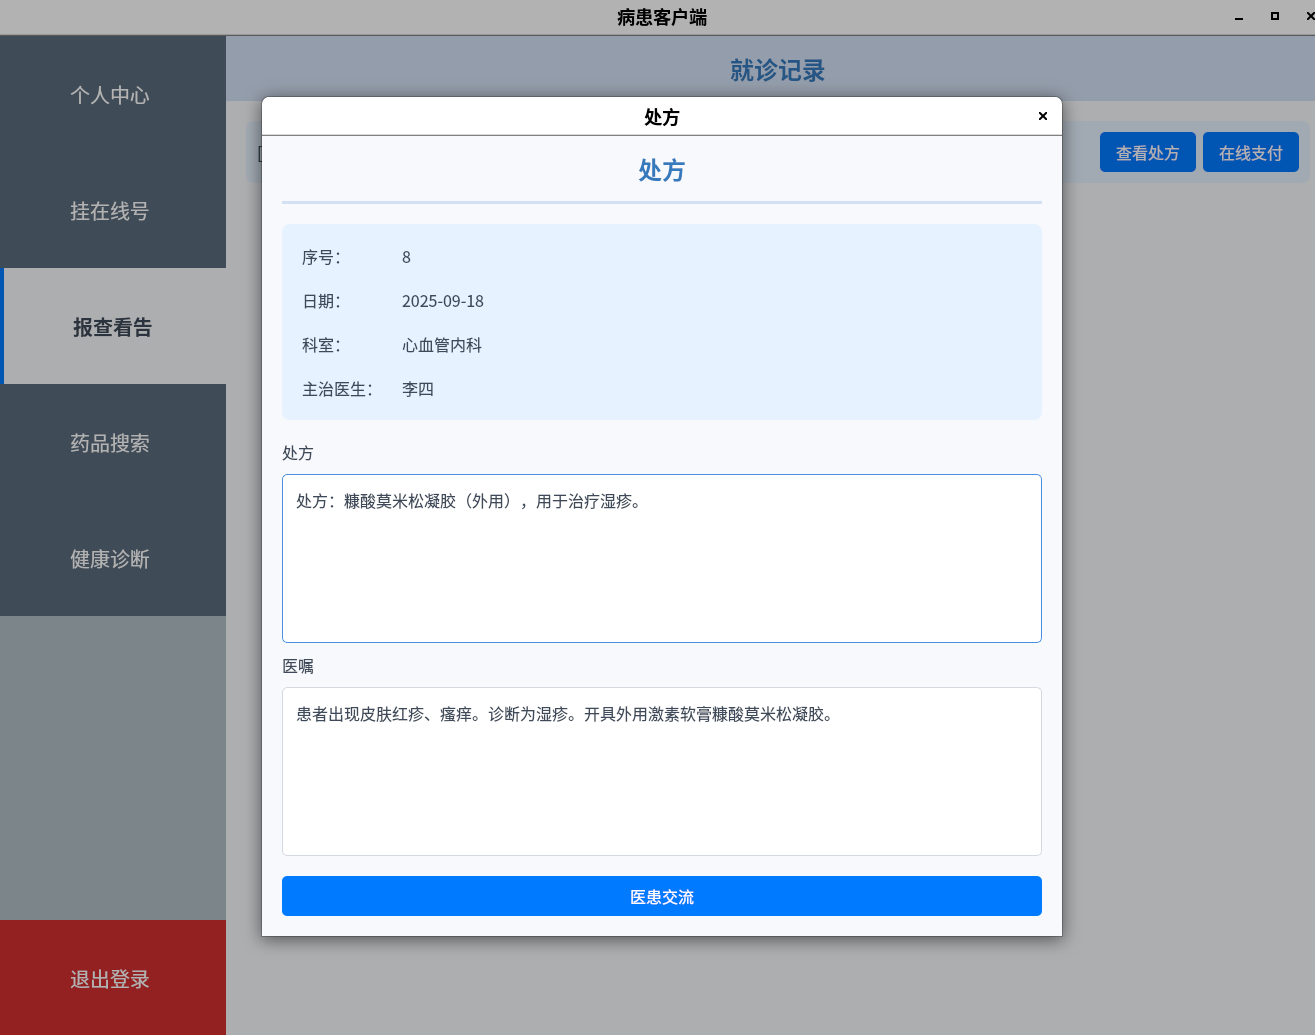 病患客户端
个人中心
挂在线号
报查看告
药品搜索
健康诊断
退出登录
就诊记录
查看处方 在线支付
处方
处方
序号： 8
日期： 2025-09-18
科室： 心血管内科
主治医生： 李四
处方
处方：糠酸莫米松凝胶（外用），用于治疗湿疹。
医嘱
患者出现皮肤红疹、瘙痒。诊断为湿疹。开具外用激素软膏糠酸莫米松凝胶。
医患交流